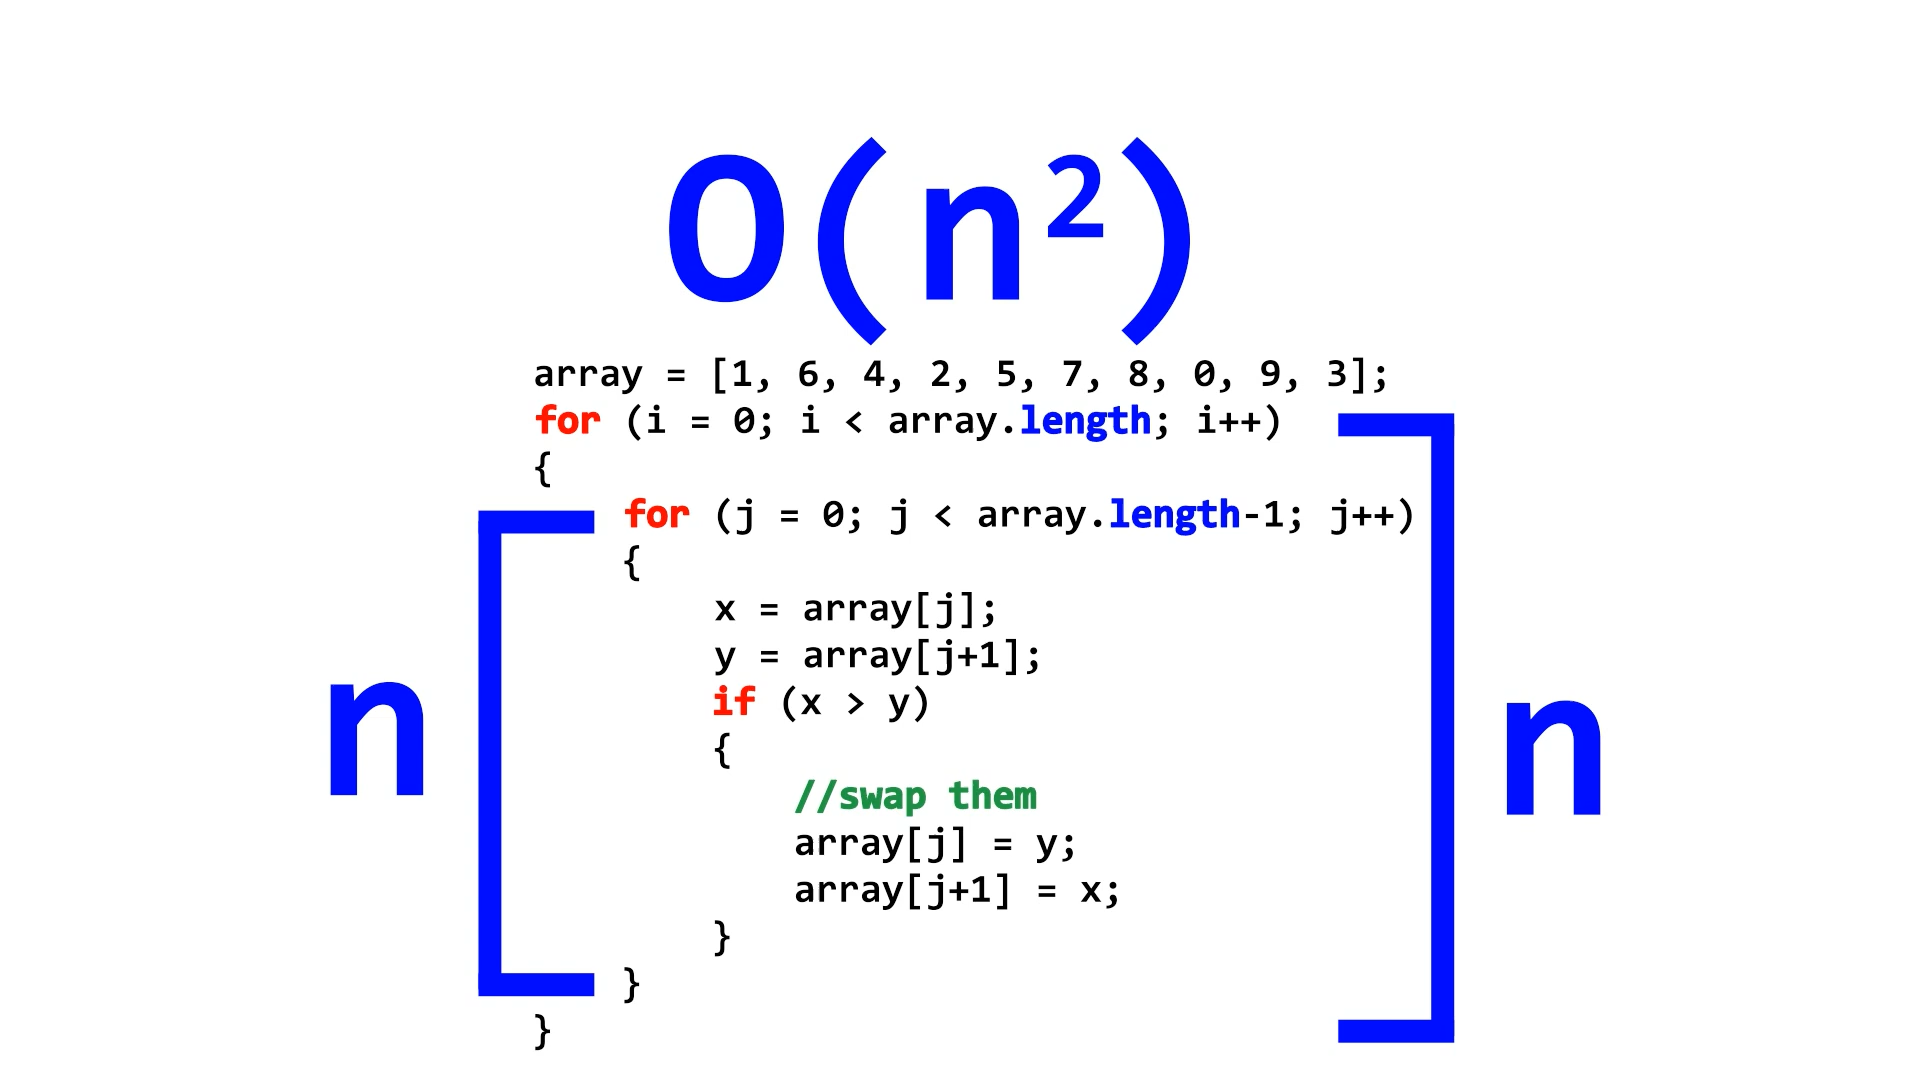 O(n²)
array = [1, 6, 4, 2, 5, 7, 8, 0, 9, 3];
for (i = 0; i < array.length; i++)
{
for (j = 0; j < array.length-1; j++)
{
x = array[j];
y = array[j+1];
if (x > y)
{
//swap them
array[j] = y;
array[j+1] = x;
}
}
}
n
n